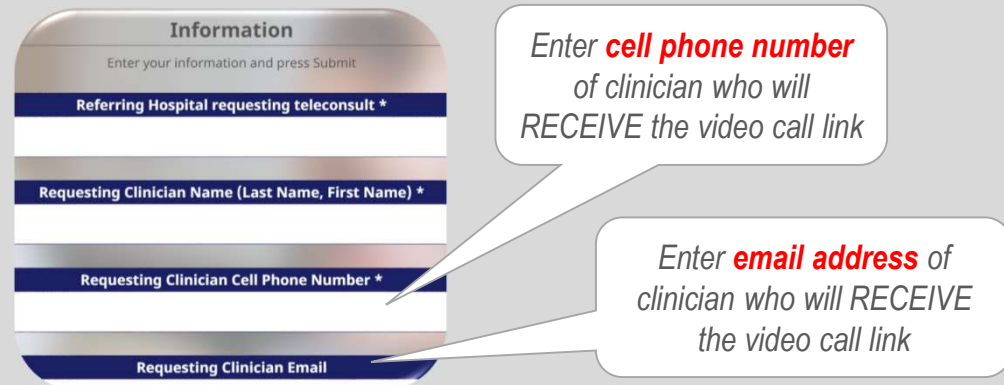 Information
Enter your information and press Submit
Referring Hospital requesting teleconsult *
Requesting Clinician Name (Last Name, First Name) *
Requesting Clinician Cell Phone Number *
Requesting Clinician Email
Enter cell phone number
of clinician who will
RECEIVE the video call link
Enter email address of
clinician who will RECEIVE
the video call link